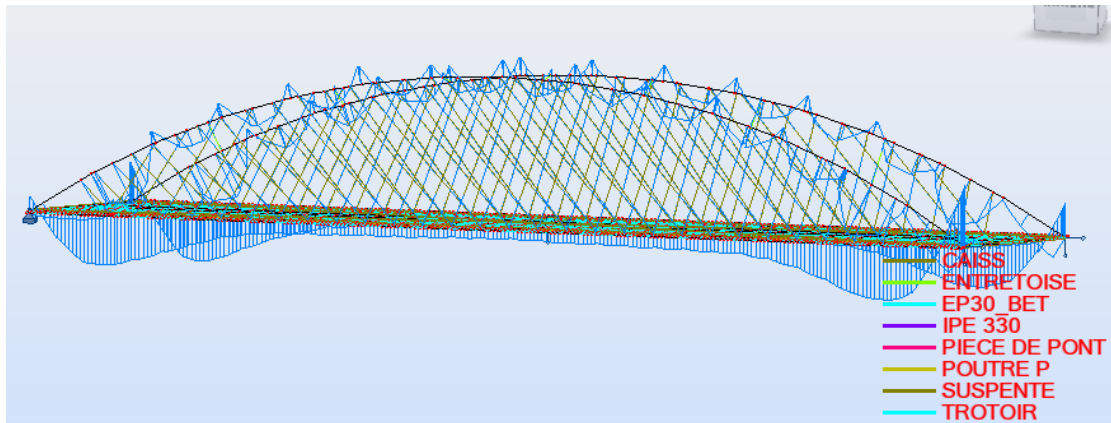 CAISS
ENTRETOISE
EP30_BET
IPE 330
PIECE DE PONT
POUTRE P
SUSPENTE
TROTOIR